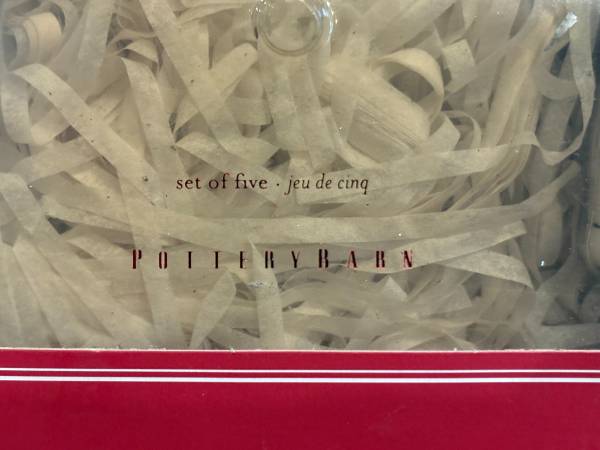 set of five · jeu de cinq
POTTERYBARN